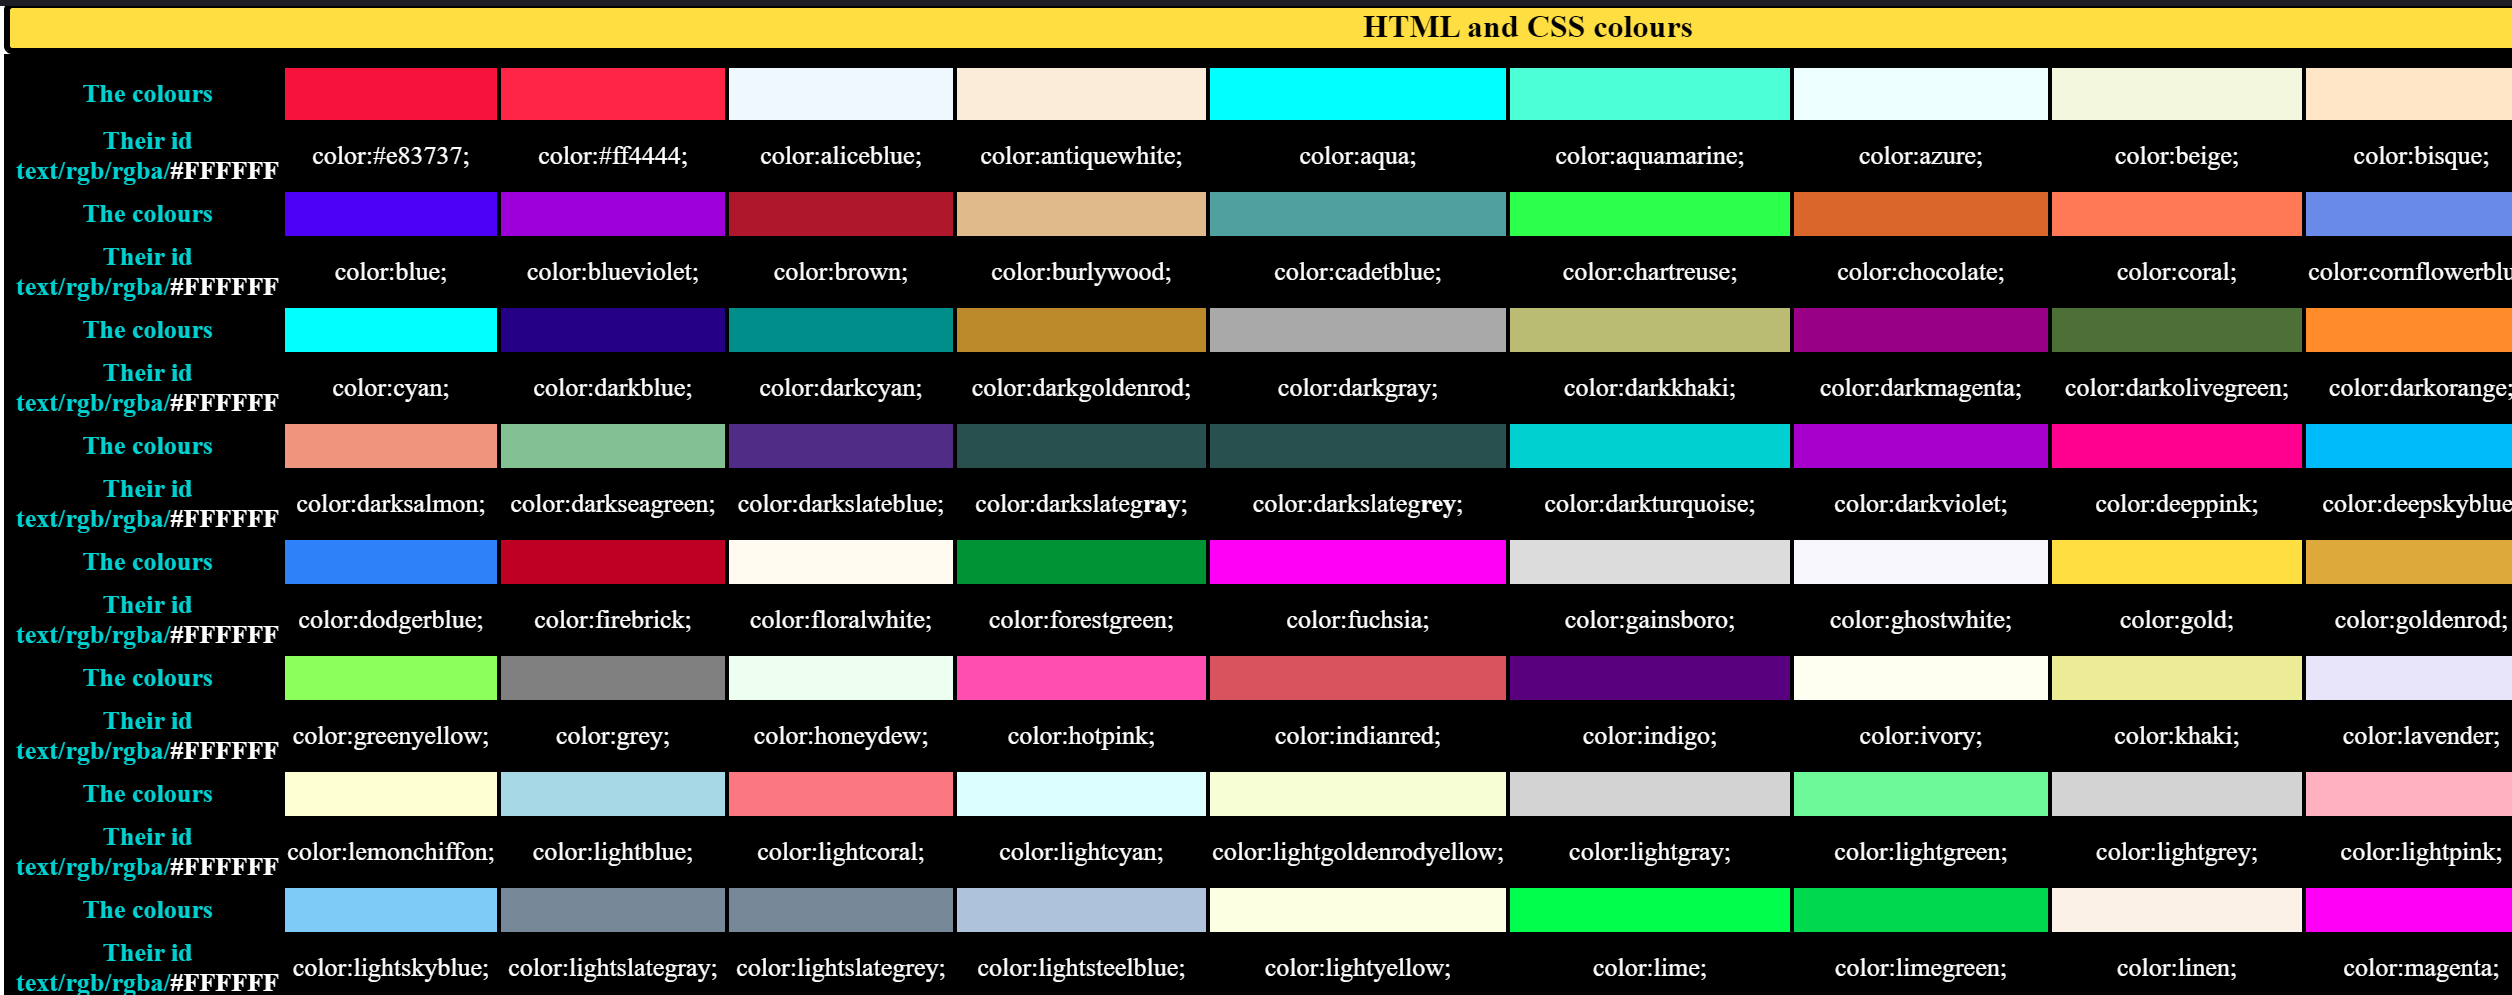 HTML and CSS colours
The colours
Their id
text/rgb/rgba/#FFFFFF
color:#e83737; color:#ff4444; color:aliceblue; color:antiquewhite; color:aqua; color:aquamarine; color:azure; color:beige; color:bisque;
The colours
Their id
text/rgb/rgba/#FFFFFF
color:blue; color:blueviolet; color:brown; color:burlywood; color:cadetblue; color:chartreuse; color:chocolate; color:coral; color:cornflowerblu
The colours
Their id
text/rgb/rgba/#FFFFFF
color:cyan; color:darkblue; color:darkcyan; color:darkgoldenrod; color:darkgray; color:darkkhaki; color:darkmagenta; color:darkolivegreen; color:darkorange;
The colours
Their id
text/rgb/rgba/#FFFFFF
color:darksalmon; color:darkseagreen; color:darkslateblue; color:darkslategray; color:darkslategrey; color:darkturquoise; color:darkviolet; color:deeppink; color:deepskyblue
The colours
Their id
text/rgb/rgba/#FFFFFF
color:dodgerblue; color:firebrick; color:floralwhite; color:forestgreen; color:fuchsia; color:gainsboro; color:ghostwhite; color:gold; color:goldenrod;
The colours
Their id
text/rgb/rgba/#FFFFFF
color:greenyellow; color:grey; color:honeydew; color:hotpink; color:indianred; color:indigo; color:ivory; color:khaki; color:lavender;
The colours
Their id
text/rgb/rgba/#FFFFFF
color:lemonchiffon; color:lightblue; color:lightcoral; color:lightcyan; color:lightgoldenrodyellow; color:lightgray; color:lightgreen; color:lightgrey; color:lightpink;
The colours
Their id
text/rgb/rgba/#FFFFFF
color:lightskyblue; color:lightslategray; color:lightslategrey; color:lightsteelblue; color:lightyellow; color:lime; color:limegreen; color:linen; color:magenta;